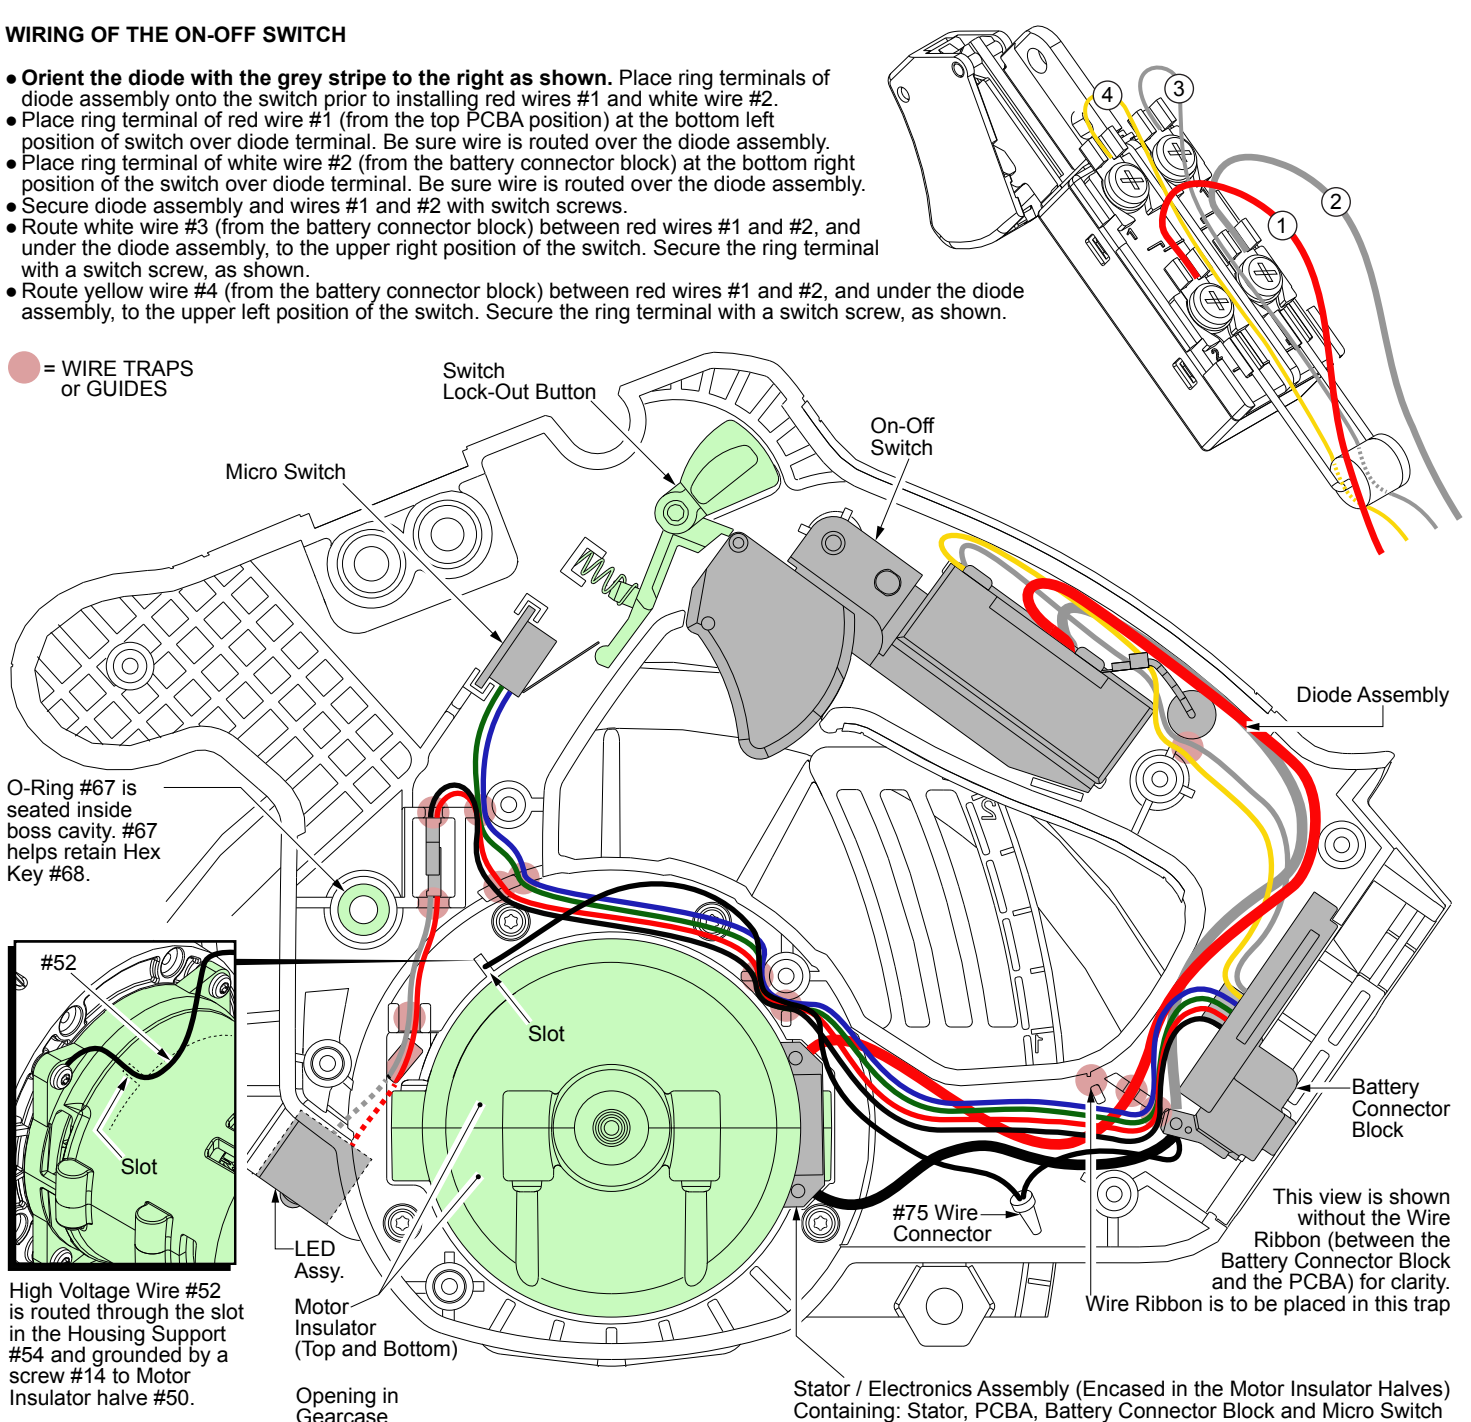 WIRING OF THE ON-OFF SWITCH
● Orient the diode with the grey stripe to the right as shown. Place ring terminals of
diode assembly onto the switch prior to installing red wires #1 and white wire #2.
● Place ring terminal of red wire #1 (from the top PCBA position) at the bottom left
position of switch over diode terminal. Be sure wire is routed over the diode assembly.
● Place ring terminal of white wire #2 (from the battery connector block) at the bottom right
position of the switch over diode terminal. Be sure wire is routed over the diode assembly.
● Secure diode assembly and wires #1 and #2 with switch screws.
● Route white wire #3 (from the battery connector block) between red wires #1 and #2, and
under the diode assembly, to the upper right position of the switch. Secure the ring terminal
with a switch screw, as shown.
● Route yellow wire #4 (from the battery connector block) between red wires #1 and #2, and under the diode
assembly, to the upper left position of the switch. Secure the ring terminal with a switch screw, as shown.
4
3
2
1
1
2
= WIRE TRAPS
or GUIDES
Switch
Lock-Out Button
On-Off
Switch
Micro Switch
Diode Assembly
O-Ring #67 is
seated inside
boss cavity. #67
helps retain Hex
Key #68.
2
1
#52
Slot
Slot
Battery
Connector
Block
#75 Wire
Connector
This view is shown
without the Wire
Ribbon (between the
Battery Connector Block
and the PCBA) for clarity.
Wire Ribbon is to be placed in this trap
LED
Assy.
High Voltage Wire #52
is routed through the slot
in the Housing Support
#54 and grounded by a
screw #14 to Motor
Insulator halve #50.
Motor
Insulator
(Top and Bottom)
Opening in
Gearcase
Stator / Electronics Assembly (Encased in the Motor Insulator Halves)
Containing: Stator, PCBA, Battery Connector Block and Micro Switch